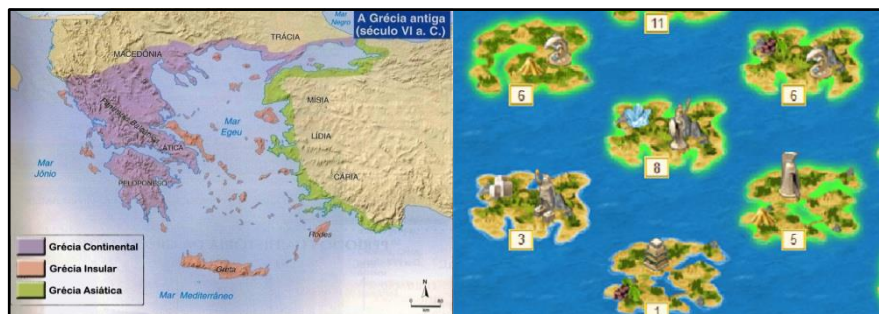 Mar
Negro
A Grécia antiga
(século VI a. C.)
TRÁCIA
MACEDÔNIA
MÍSIA
Mar
Egeu
LÍDIA
ÁTICA
Mar
Jônio
CÁRIA
PELOPONESO
Rodes
Grécia Continental
Grécia Insular
Grécia Asiática
Creta
Mar Mediterrâneo
N
11
6
6
8
3
5
1